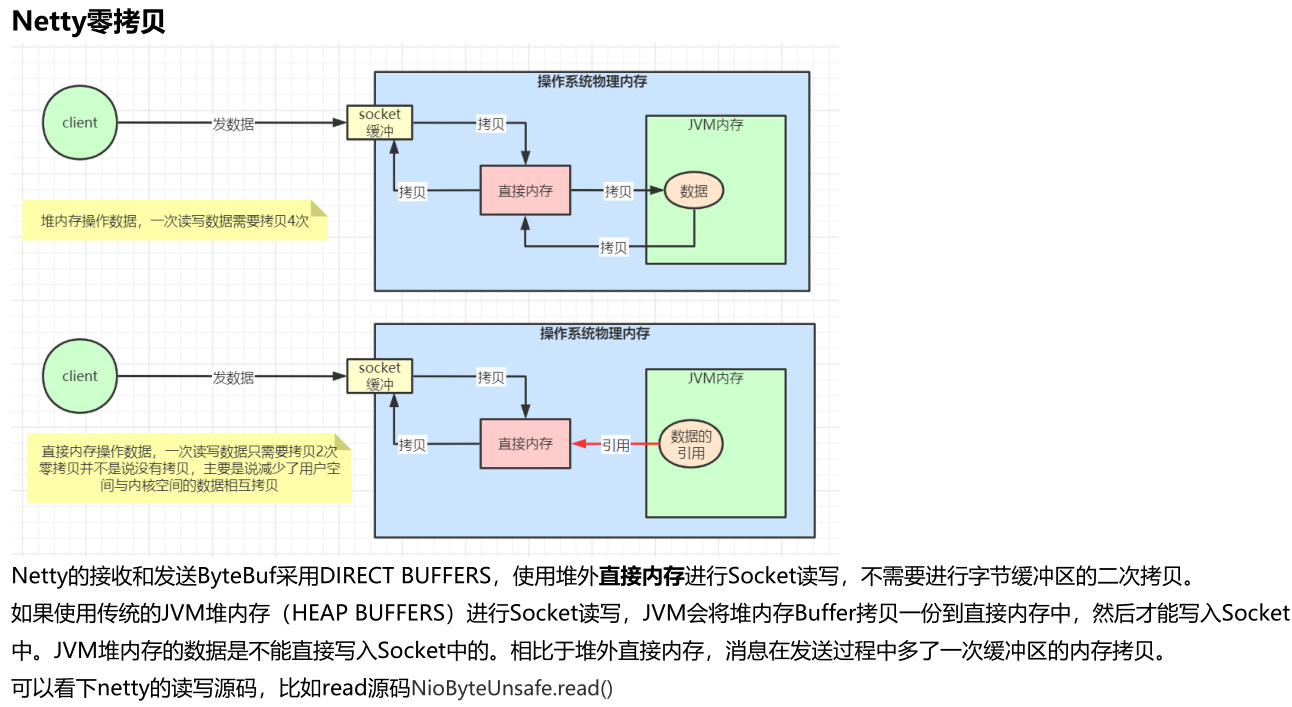 Netty零拷贝
操作系统物理内存
client
发数据
socket
缓冲
拷贝
JVM内存
拷贝
直接内存
拷贝
数据
堆内存操作数据，一次读写数据需要拷贝4次
拷贝
操作系统物理内存
client
发数据
socket
缓冲
拷贝
JVM内存
拷贝
直接内存
引用
数据的
引用
直接内存操作数据，一次读写数据只需要拷贝2次
零拷贝并不是说没有拷贝，主要是说减少了用户空
间与内核空间的数据相互拷贝
Netty的接收和发送ByteBuf采用DIRECT BUFFERS，使用堆外直接内存进行Socket读写，不需要进行字节缓冲区的二次拷贝。
如果使用传统的JVM堆内存（HEAP BUFFERS）进行Socket读写，JVM会将堆内存Buffer拷贝一份到直接内存中，然后才能写入Socket
中。JVM堆内存的数据是不能直接写入Socket中的。相比于堆外直接内存，消息在发送过程中多了一次缓冲区的内存拷贝。
可以看下netty的读写源码，比如read源码NioByteUnsafe.read()